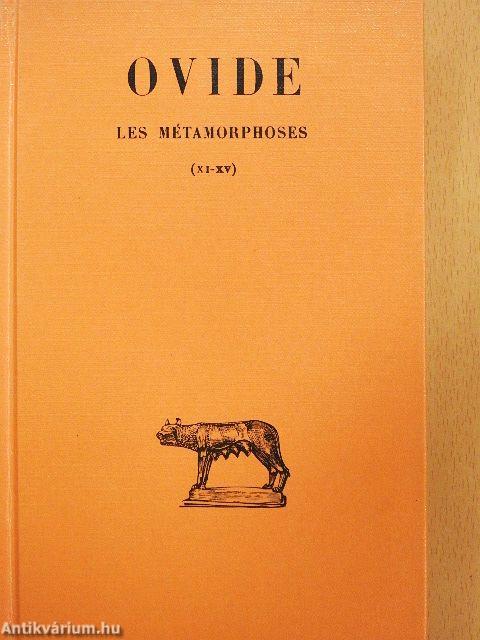 OVIDE
LES MÉTAMORPHOSES
(XI-XV)
Antikvárium.hu